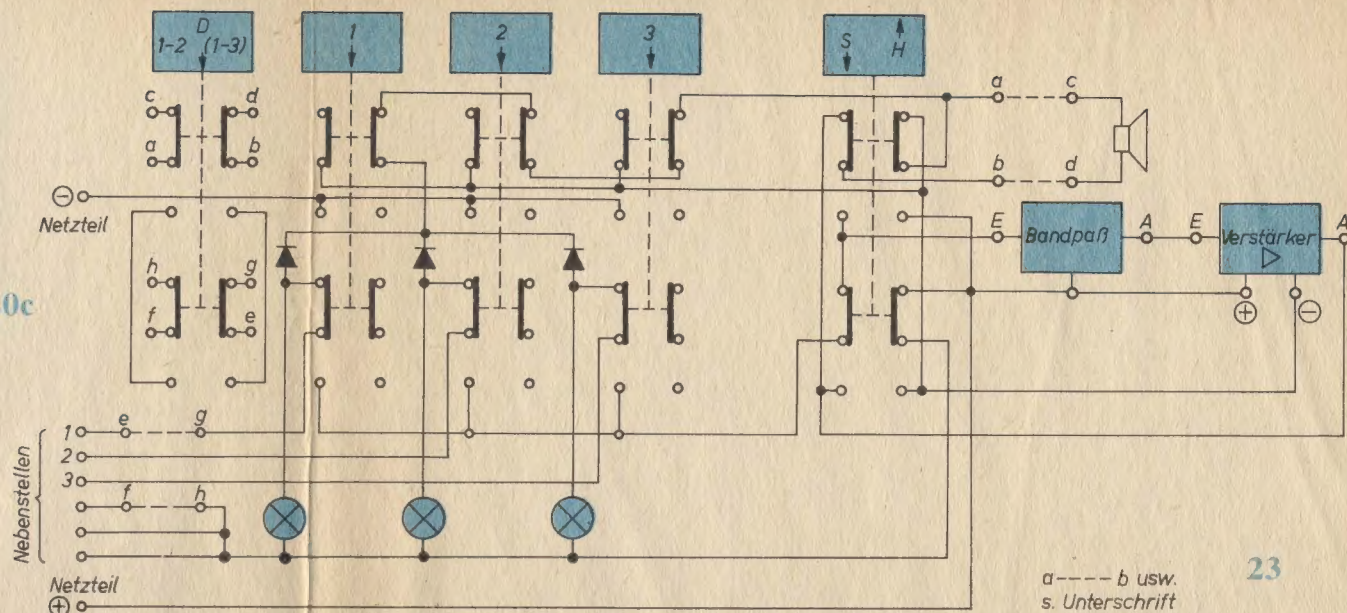 D
1-2 (1-3)
1
2
3
S H
c d
a b
a c
b d
⊖
Netzteil
E Bandpaß A E Verstärker A
h g
f e
⊕ ⊖
0c
Nebenstellen
1 e g
2
3
f h
Netzteil
⊕
a ---- b usw.
s. Unterschrift
23